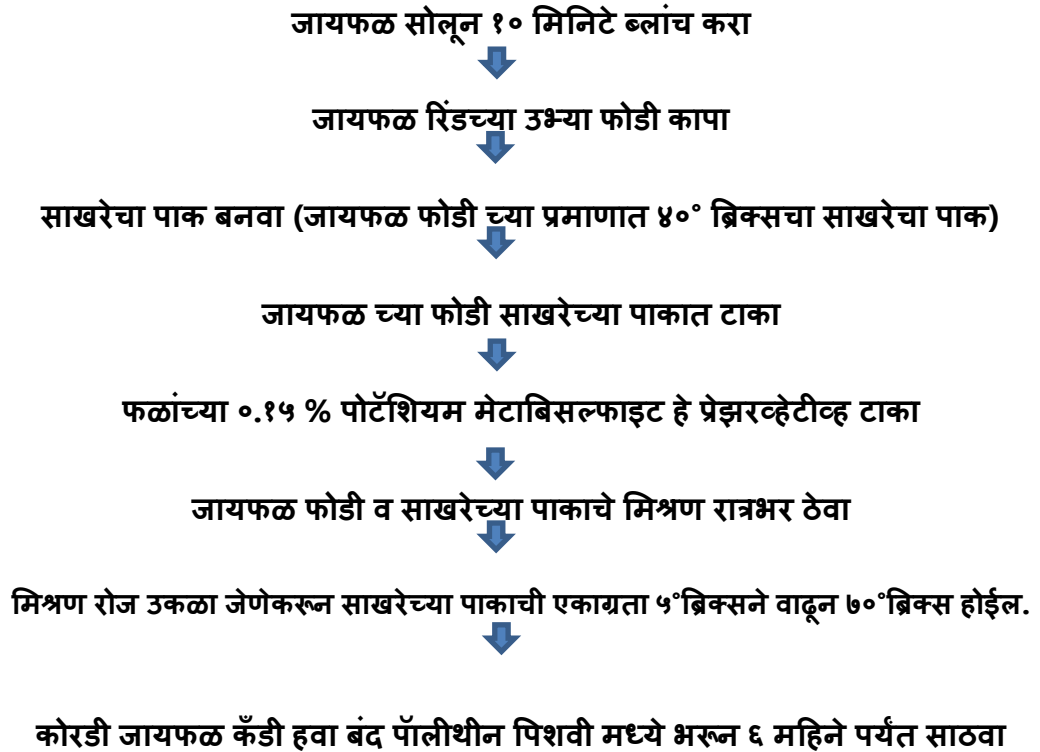 जायफळ सोलून १० मिनिटे ब्लांच करा
जायफळ रिंडच्या उभ्या फोडी कापा
साखरेचा पाक बनवा (जायफळ फोडी च्या प्रमाणात ४०° ब्रिक्सचा साखरेचा पाक)
जायफळ च्या फोडी साखरेच्या पाकात टाका
फळांच्या ०.१५ % पोटॅशियम मेटाबिसल्फाइट हे प्रेझरव्हेटीव्ह टाका
जायफळ फोडी व साखरेच्या पाकाचे मिश्रण रात्रभर ठेवा
मिश्रण रोज उकळा जेणेकरून साखरेच्या पाकाची एकाग्रता ५°ब्रिक्सने वाढून ७०°ब्रिक्स होईल.
कोरडी जायफळ कँडी हवा बंद पॉलीथीन पिशवी मध्ये भरून ६ महिने पर्यंत साठवा